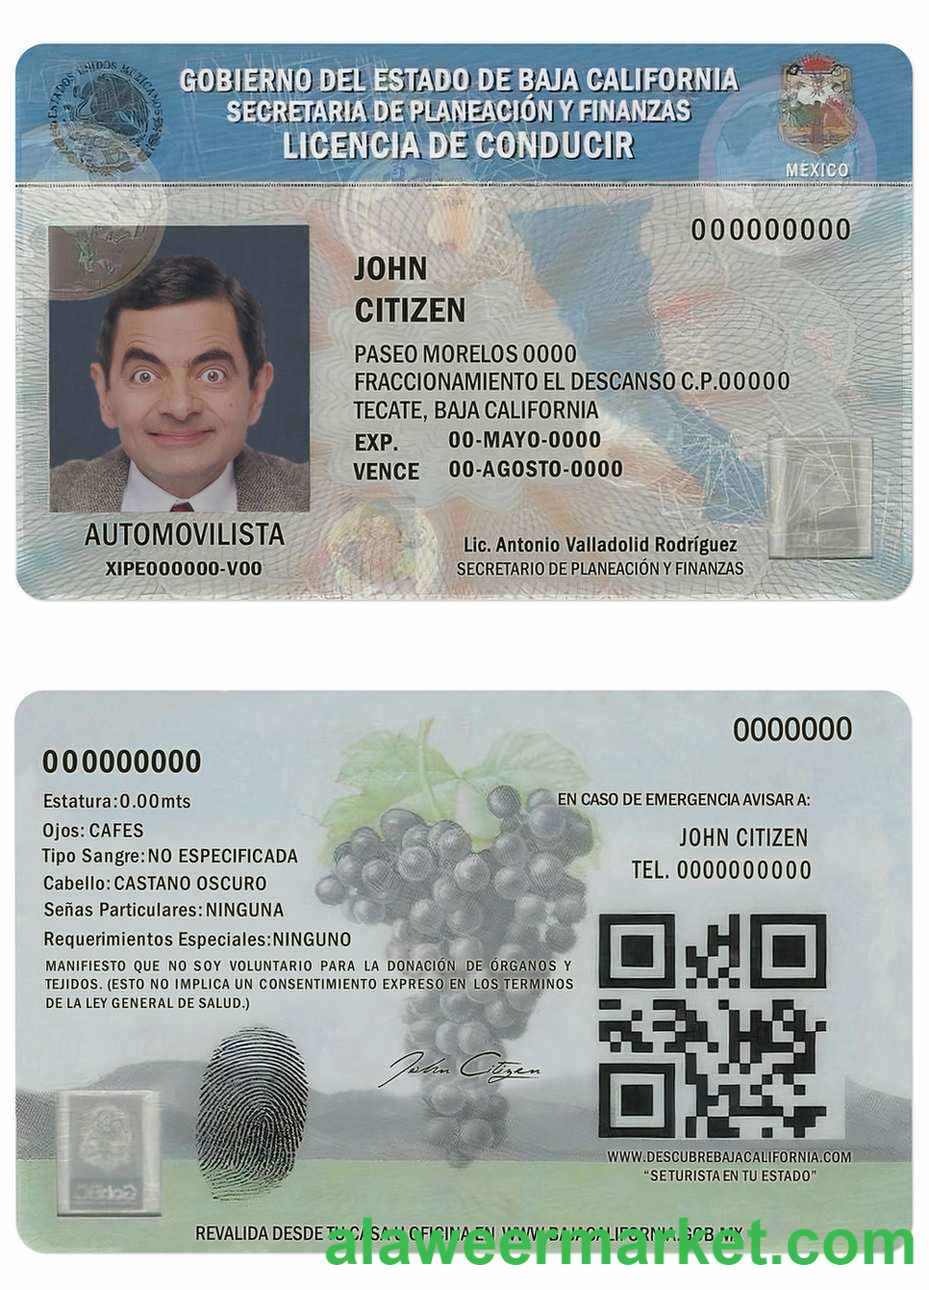 ESTADOS UNIDOS MEXICANOS
GOBIERNO DEL ESTADO DE BAJA CALIFORNIA
SECRETARIA DE PLANEACIÓN Y FINANZAS
LICENCIA DE CONDUCIR
MEXICO
000000000
JOHN
CITIZEN
PASEO MORELOS 0000
FRACCIONAMIENTO EL DESCANSO C.P.00000
TECATE, BAJA CALIFORNIA
EXP. 00-MAYO-0000
VENCE 00-AGOSTO-0000
AUTOMOVILISTA
XIPE000000-V00
Lic. Antonio Valladolid Rodríguez
SECRETARIO DE PLANEACIÓN Y FINANZAS
0000000
000000000
Estatura:0.00mts
Ojos: CAFES
Tipo Sangre:NO ESPECIFICADA
Cabello:CASTANO OSCURO
Señas Particulares:NINGUNA
Requerimientos Especiales:NINGUNO
MANIFIESTO QUE NO SOY VOLUNTARIO PARA LA DONACIÓN DE ÓRGANOS Y
TEJIDOS. (ESTO NO IMPLICA UN CONSENTIMIENTO EXPRESO EN LOS TERMINOS
DE LA LEY GENERAL DE SALUD.)
EN CASO DE EMERGENCIA AVISAR A:
JOHN CITIZEN
TEL. 0000000000
John Citizen
WWW.DESCUBREBAJACALIFORNIA.COM
“SETURISTA EN TU ESTADO”
GobBC
REVALIDA DESDE TU CASA U OFICINA EN WWW.BAJACALIFORNIA.GOB.MX
alaweermarket.com